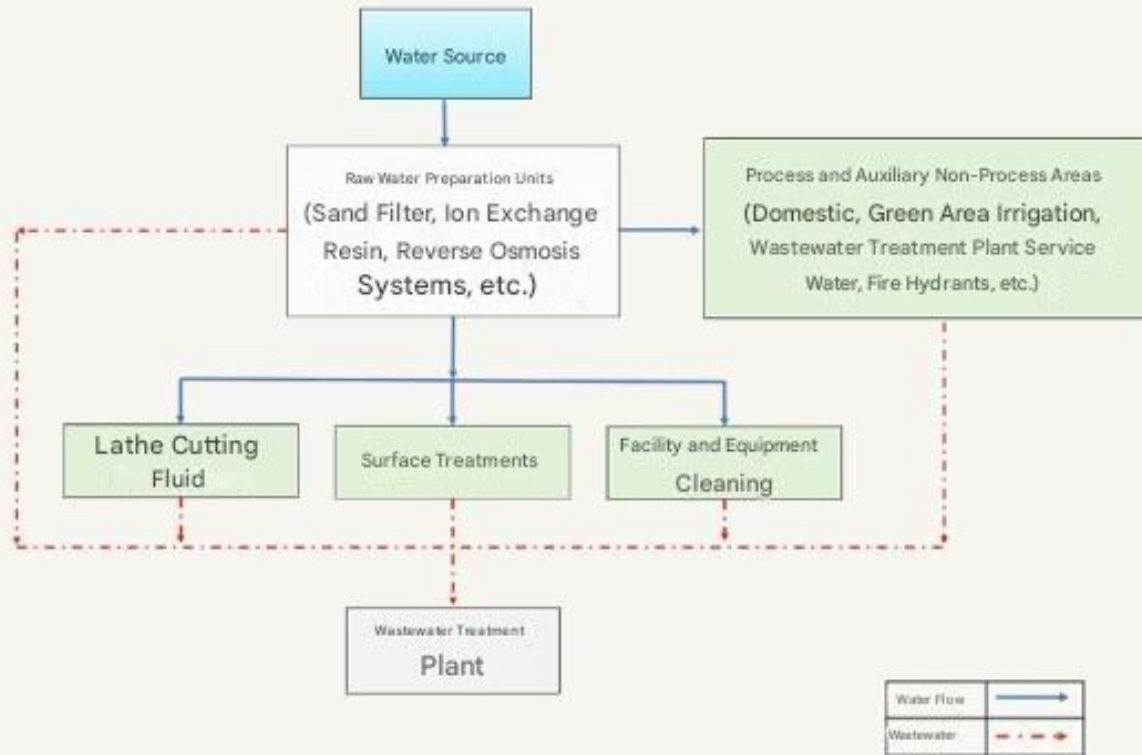 Water Source
Raw Water Preparation Units
(Sand Filter, Ion Exchange
Resin, Reverse Osmosis
Systems, etc.)
Process and Auxiliary Non-Process Areas
(Domestic, Green Area Irrigation,
Wastewater Treatment Plant Service
Water, Fire Hydrants, etc.)
Lathe Cutting
Fluid
Surface Treatments
Facility and Equipment
Cleaning
Wastewater Treatment
Plant
Water Flow
Wastewater